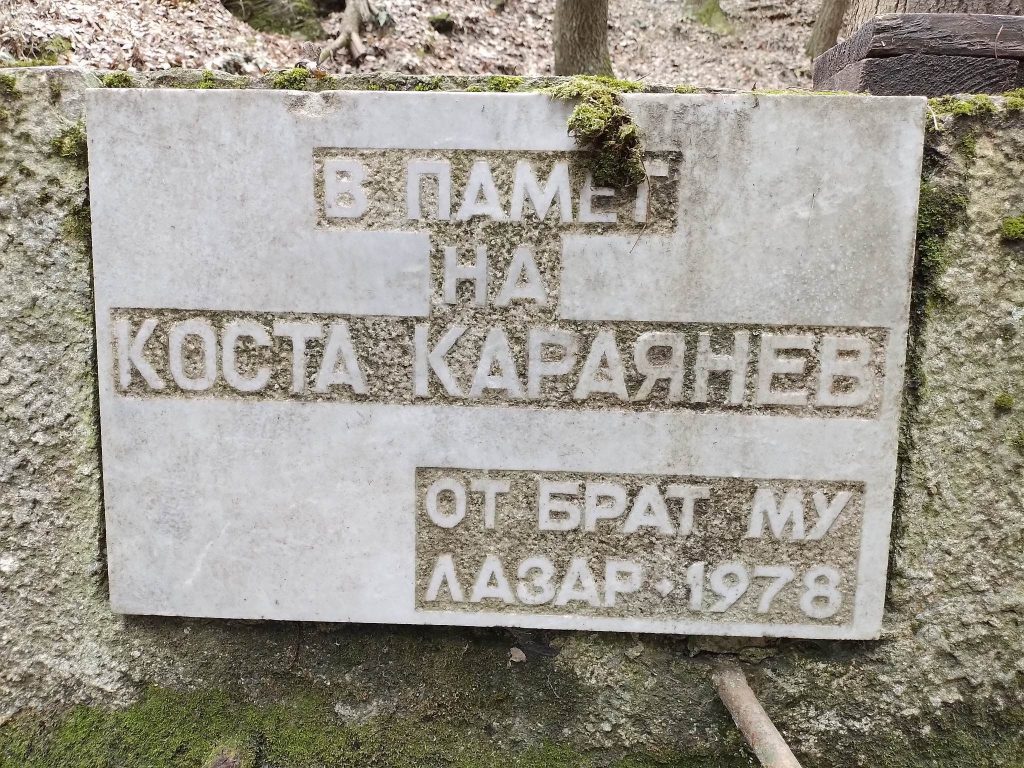 В ПАМЕТ
НА
КОСТА КАРАЯНЕВ
ОТ БРАТ МУ
ЛАЗАР · 1978